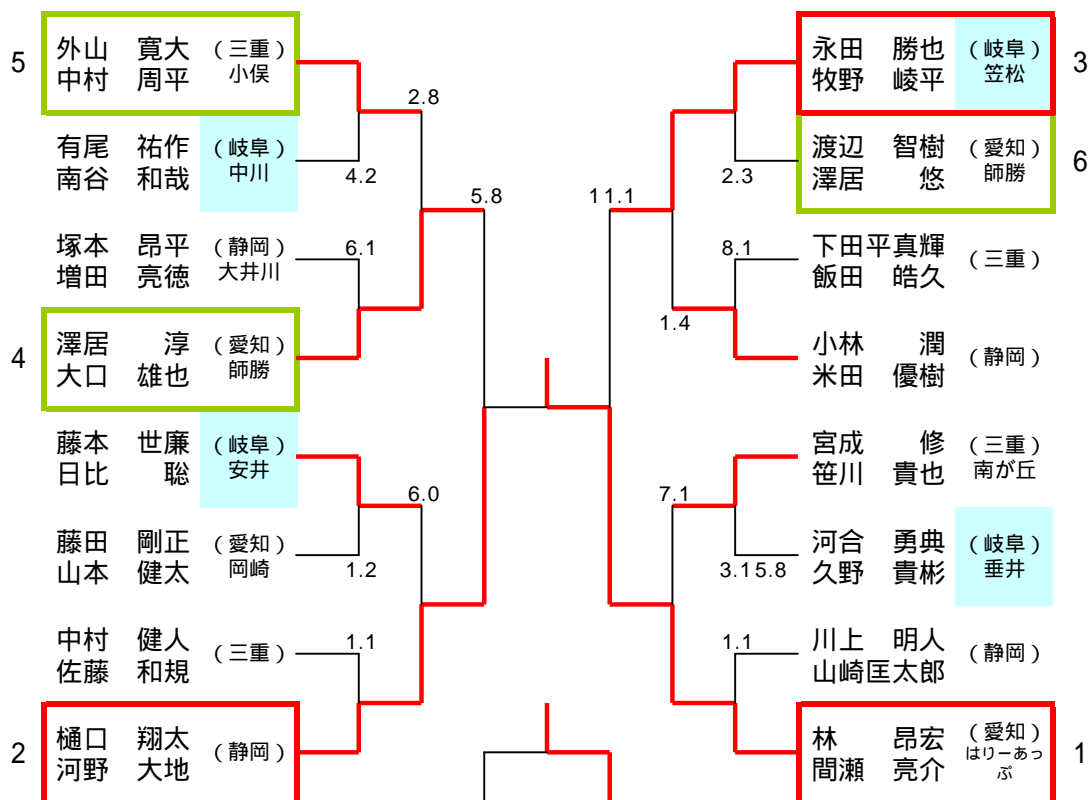 5
外山 寛大 (三重)
中村 周平 小俣
2.8
有尾 祐作 (岐阜)
南谷 和哉 中川
4.2
5.8
塚本 昂平 (静岡)
増田 亮徳 大井川
6.1
4
澤居 淳 (愛知)
大口 雄也 師勝
藤本 世廉 (岐阜)
日比 聡 安井
6.0
藤田 剛正 (愛知)
山本 健太 岡崎
1.2
中村 健人 (三重)
佐藤 和規
1.1
2
樋口 翔太 (静岡)
河野 大地
永田 勝也 (岐阜)
牧野 崚平 笠松
3
渡辺 智樹 (愛知)
澤居 悠 師勝
6
2.3
11.1
下田平真輝 (三重)
飯田 皓久
8.1
1.4
小林 潤 (静岡)
米田 優樹
宮成 修 (三重)
笹川 貴也 南が丘
7.1
河合 勇典 (岐阜)
久野 貴彬 垂井
3.15.8
川上 明人 (静岡)
山崎匡太郎
1.1
林 昂宏 (愛知)
間瀬 亮介 はりーあっ
ぷ
1